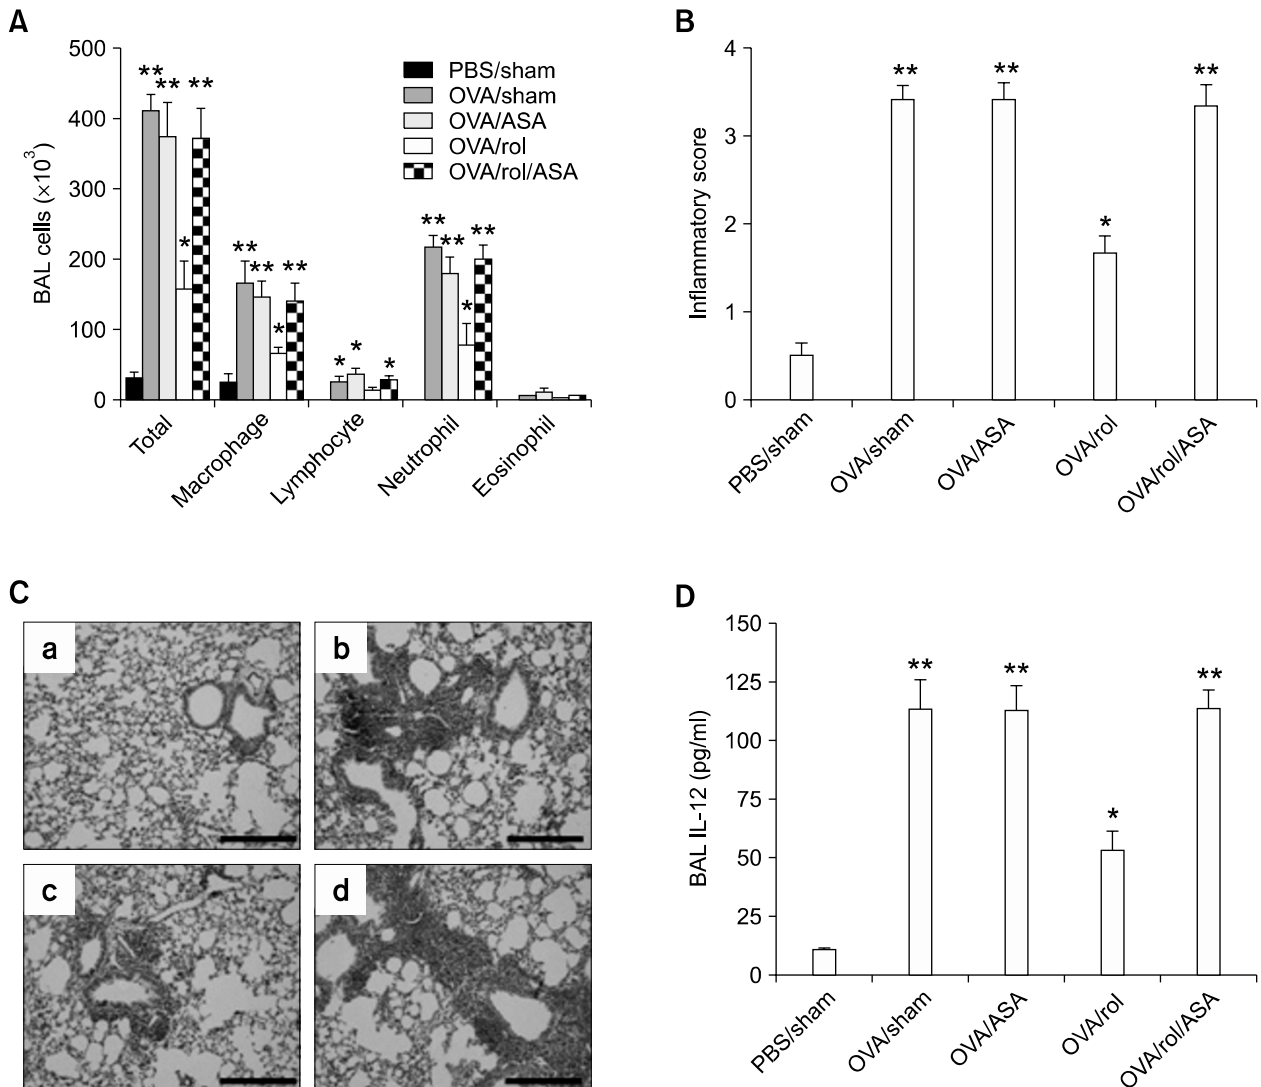 A
500
400
300
200
100
0
BAL cells (×10³)
** ** * **
** ** * **
* * *
** ** * **
PBS/sham
OVA/sham
OVA/ASA
OVA/rol
OVA/rol/ASA
Total
Macrophage
Lymphocyte
Neutrophil
Eosinophil
B
4
3
2
1
0
Inflammatory score
** ** * **
PBS/sham
OVA/sham
OVA/ASA
OVA/rol
OVA/rol/ASA
C
a
b
c
d
D
150
125
100
75
50
25
0
BAL IL-12 (pg/ml)
** ** * **
PBS/sham
OVA/sham
OVA/ASA
OVA/rol
OVA/rol/ASA